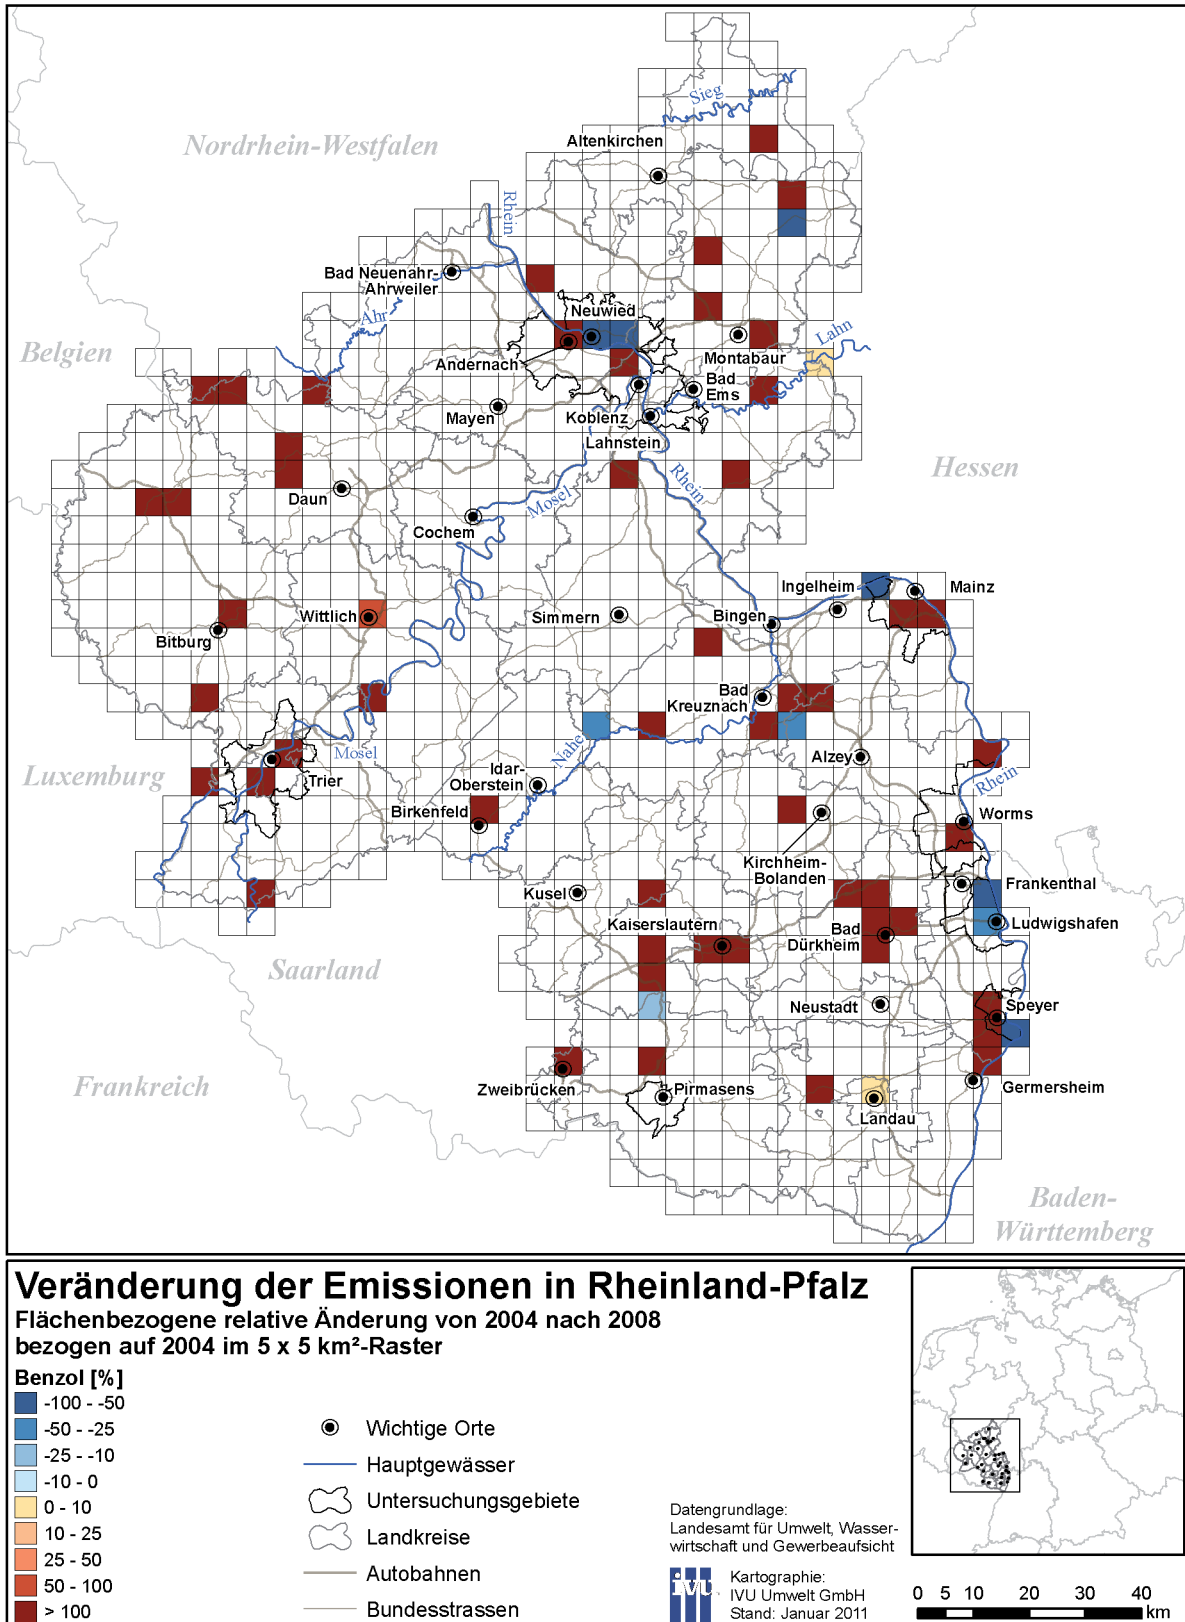 Sieg
Altenkirchen
Nordrhein-Westfalen
Rhein
Bad Neuenahr-
Ahrweiler
Ahr
Neuwied
Belgien
Andernach
Montabaur
Lahn
Bad
Ems
Mayen
Koblenz
Lahnstein
Hessen
Rhein
Daun
Mosel
Cochem
Ingelheim
Mainz
Wittlich
Simmern
Bingen
Bitburg
Bad
Kreuznach
Mosel
Nahe
Alzey
Luxemburg
Trier
Idar-
Oberstein
Rhein
Birkenfeld
Worms
Kirchheim-
Bolanden
Kusel
Frankenthal
Kaiserslautern
Bad
Dürkheim
Ludwigshafen
Saarland
Neustadt
Speyer
Frankreich
Zweibrücken
Pirmasens
Germersheim
Landau
Baden-
Württemberg
Veränderung der Emissionen in Rheinland-Pfalz
Flächenbezogene relative Änderung von 2004 nach 2008
bezogen auf 2004 im 5 x 5 km²-Raster
Benzol [%]
-100 - -50
-50 - -25
-25 - -10
-10 - 0
0 - 10
10 - 25
25 - 50
50 - 100
> 100
Wichtige Orte
Hauptgewässer
Untersuchungsgebiete
Landkreise
Autobahnen
Bundesstrassen
Datengrundlage:
Landesamt für Umwelt, Wasser-
wirtschaft und Gewerbeaufsicht
ivu
Kartographie:
IVU Umwelt GmbH
Stand: Januar 2011
0 5 10 20 30 40
km